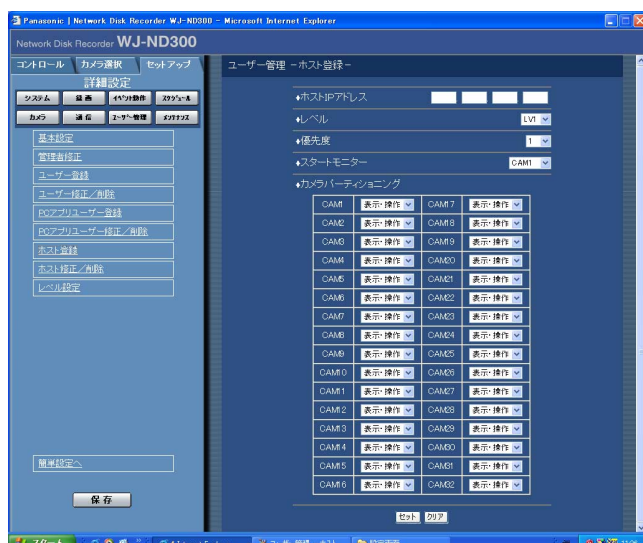 Panasonic | Network Disk Recorder WJ-ND300 - Microsoft Internet Explorer
Network Disk Recorder WJ-ND300
コントロール カメラ選択 セットアップ
詳細設定
システム 録画 イベント動作 スケジュール
カメラ 通信 ユーザー管理 メンテナンス
基本設定
管理者修正
ユーザー登録
ユーザー修正／削除
PCアプリユーザー登録
PCアプリユーザー修正／削除
ホスト登録
ホスト修正／削除
レベル設定
簡単設定へ
保存
ユーザー管理 －ホスト登録－
♦ホストIPアドレス
♦レベル LV1
♦優先度 1
♦スタートモニター CAM1
♦カメラパーティショニング
CAM1 表示・操作 CAM17 表示・操作
CAM2 表示・操作 CAM18 表示・操作
CAM3 表示・操作 CAM19 表示・操作
CAM4 表示・操作 CAM20 表示・操作
CAM5 表示・操作 CAM21 表示・操作
CAM6 表示・操作 CAM22 表示・操作
CAM7 表示・操作 CAM23 表示・操作
CAM8 表示・操作 CAM24 表示・操作
CAM9 表示・操作 CAM25 表示・操作
CAM10 表示・操作 CAM26 表示・操作
CAM11 表示・操作 CAM27 表示・操作
CAM12 表示・操作 CAM28 表示・操作
CAM13 表示・操作 CAM29 表示・操作
CAM14 表示・操作 CAM30 表示・操作
CAM15 表示・操作 CAM31 表示・操作
CAM16 表示・操作 CAM32 表示・操作
セット クリア